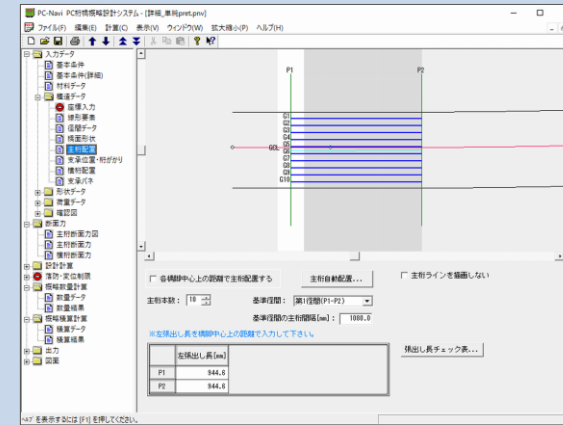 PC-Navi PC桁橋概略設計システム - [詳細_単純pret.pnv]
ファイル(F) 編集(E) 計算(C) 表示(V) ウィンドウ(W) 拡大縮小(P) ヘルプ(H)
入力データ
基本条件
基本条件(詳細)
材料データ
構造データ
座標入力
線形要素
径間データ
橋面形状
主桁配置
支承位置・桁がかり
横桁配置
支承バネ
形状データ
荷重データ
確認図
断面力
主桁断面力図
主桁断面力
横桁断面力
設計計算
落防・変位制限
概略数量計算
数量データ
数量結果
概略積算計算
積算データ
積算結果
出力
図面
P1
P2
G1
G2
G3
G4
G5
GCL
G6
G7
G8
G9
G10
各橋脚中心上の距離で主桁配置する
主桁自動配置...
主桁ラインを描画しない
主桁本数: 10
基準径間: 第1径間(P1-P2)
基準径間の主桁間隔[mm]: 1080.0
※左張出し長を橋脚中心上の距離で入力して下さい。
張出し長チェック表...
左張出し長[mm]
P1 944.6
P2 944.6
ヘルプ を表示するには [F1] を押してください。